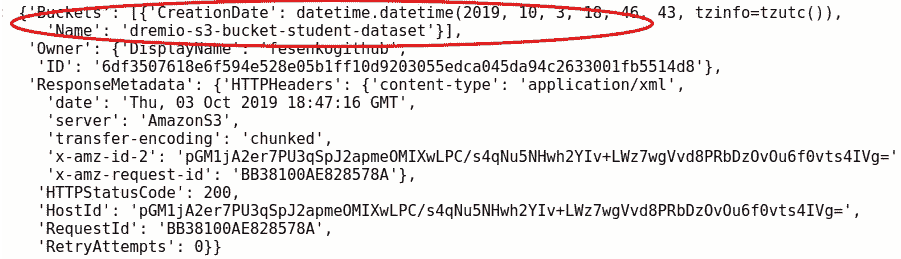 {'Buckets': [{'CreationDate': datetime.datetime(2019, 10, 3, 18, 46, 43, tzinfo=tzutc()),
'Name': 'dremio-s3-bucket-student-dataset'}],
'Owner': {'DisplayName': 'fesenkogithub',
'ID': '6df3507618e6f594e528e05b1ff10d9203055edca045da94c2633001fb5514d8'},
'ResponseMetadata': {'HTTPHeaders': {'content-type': 'application/xml',
'date': 'Thu, 03 Oct 2019 18:47:16 GMT',
'server': 'AmazonS3',
'transfer-encoding': 'chunked',
'x-amz-id-2': 'pGM1jA2er7PU3qSpJ2apmeOMIXwLPC/s4qNu5NHwh2YIv+LWz7wgVvd8PRbDzOvOu6f0vts4IVg='
'x-amz-request-id': 'BB38100AE828578A'},
'HTTPStatusCode': 200,
'HostId': 'pGM1jA2er7PU3qSpJ2apmeOMIXwLPC/s4qNu5NHwh2YIv+LWz7wgVvd8PRbDzOvOu6f0vts4IVg=',
'RequestId': 'BB38100AE828578A',
'RetryAttempts': 0}}